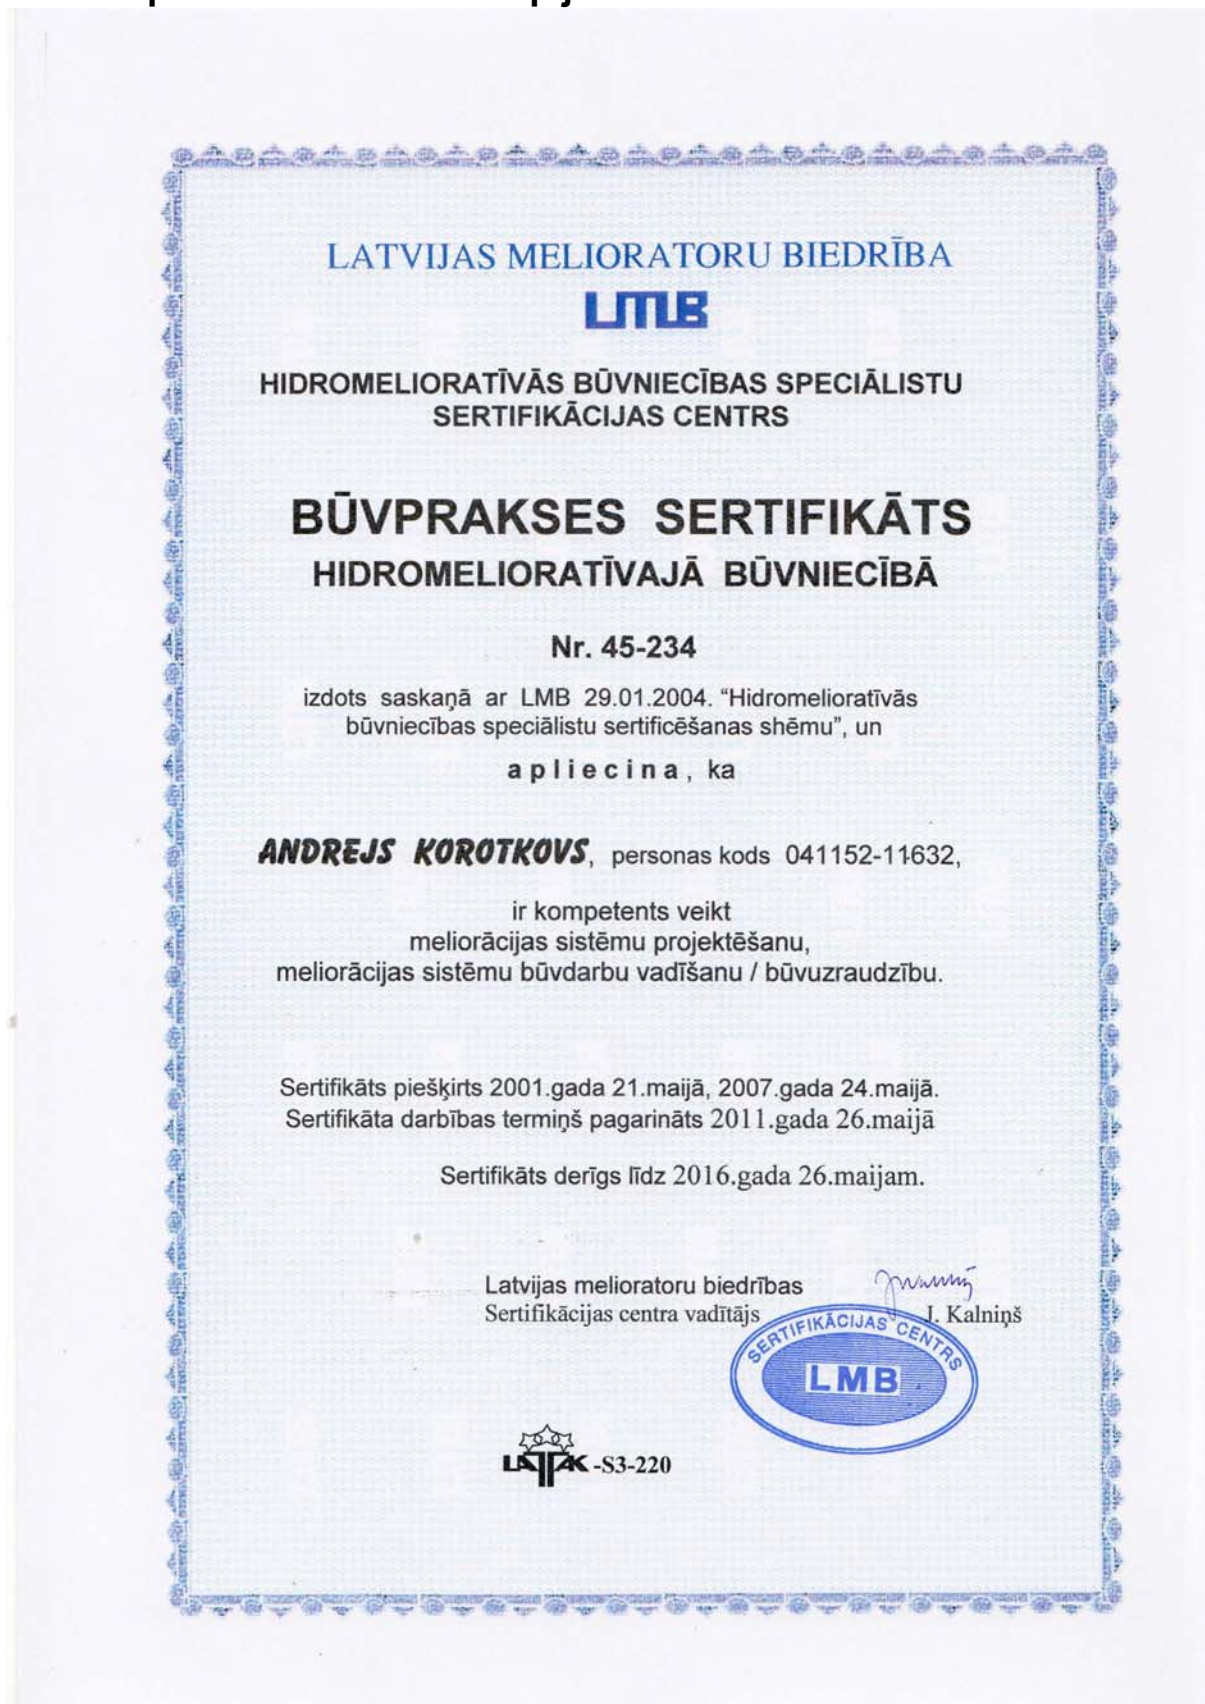 LATVIJAS MELIORATORU BIEDRĪBA
LMB
HIDROMELIORATĪVĀS BŪVNIECĪBAS SPECIĀLISTU
SERTIFIKĀCIJAS CENTRS
BŪVPRAKSES SERTIFIKĀTS
HIDROMELIORATĪVAJĀ BŪVNIECĪBĀ
Nr. 45-234
izdots saskaņā ar LMB 29.01.2004. “Hidromelioratīvās
būvniecības speciālistu sertificēšanas shēmu”, un
apliecina, ka
ANDREJS KOROTKOVS, personas kods 041152-11632,
ir kompetents veikt
meliorācijas sistēmu projektēšanu,
meliorācijas sistēmu būvdarbu vadīšanu / būvuzraudzību.
Sertifikāts piešķirts 2001.gada 21.maijā, 2007.gada 24.maijā.
Sertifikāta darbības termiņš pagarināts 2011.gada 26.maijā
Sertifikāts derīgs līdz 2016.gada 26.maijam.
Latvijas melioratoru biedrības
Sertifikācijas centra vadītājs J. Kalniņš
SERTIFIKĀCIJAS CENTRS
LMB
LATAK -S3-220